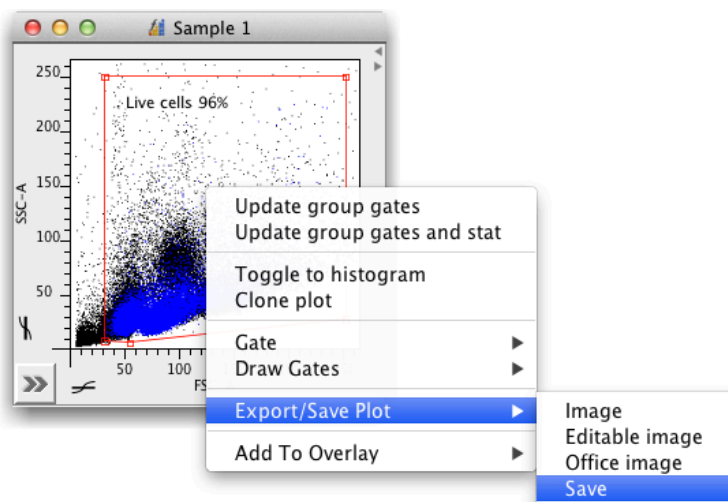 Sample 1
250
200
150
100
50
SSC-A
Live cells 96%
50
100
Update group gates
Update group gates and stat
Toggle to histogram
Clone plot
Gate
Draw Gates
Export/Save Plot
Add To Overlay
Image
Editable image
Office image
Save